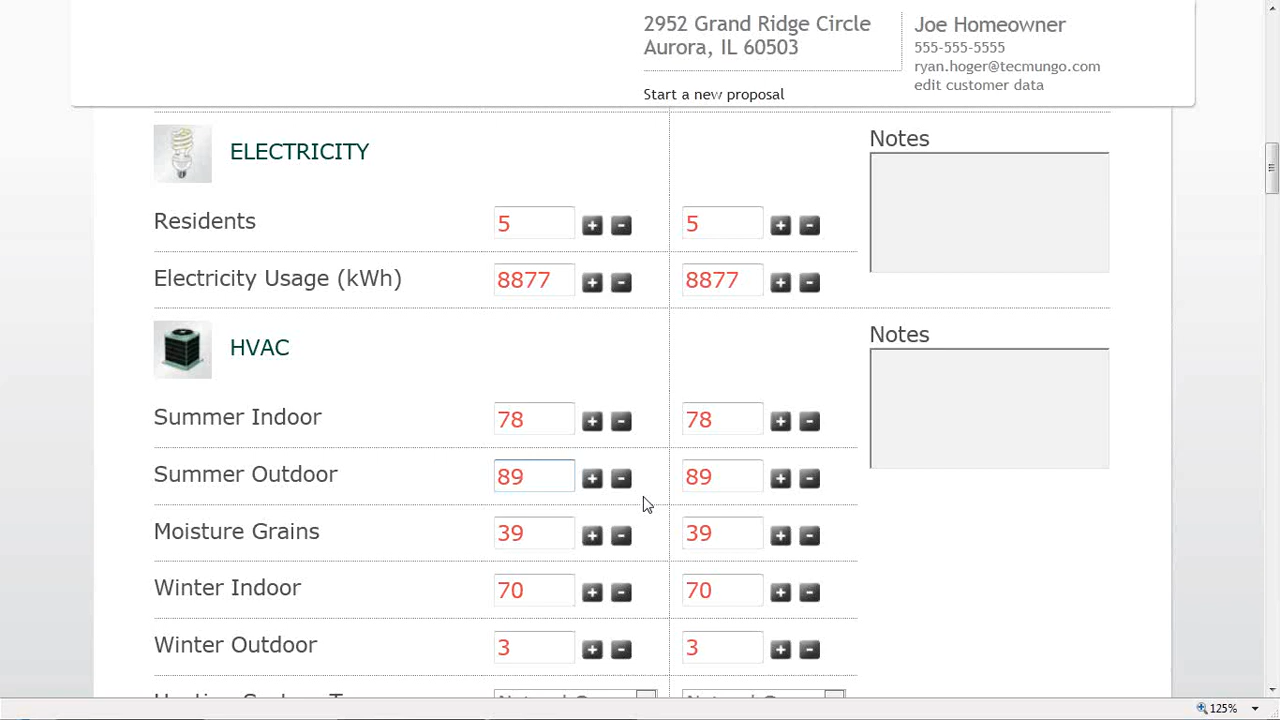 2952 Grand Ridge Circle
Aurora, IL 60503
Start a new proposal
Joe Homeowner
555-555-5555
ryan.hoger@tecmungo.com
edit customer data
ELECTRICITY
Notes
Residents 5 + - 5 + -
Electricity Usage (kWh) 8877 + - 8877 + -
HVAC
Notes
Summer Indoor 78 + - 78 + -
Summer Outdoor 89 + - 89 + -
Moisture Grains 39 + - 39 + -
Winter Indoor 70 + - 70 + -
Winter Outdoor 3 + - 3 + -
125%